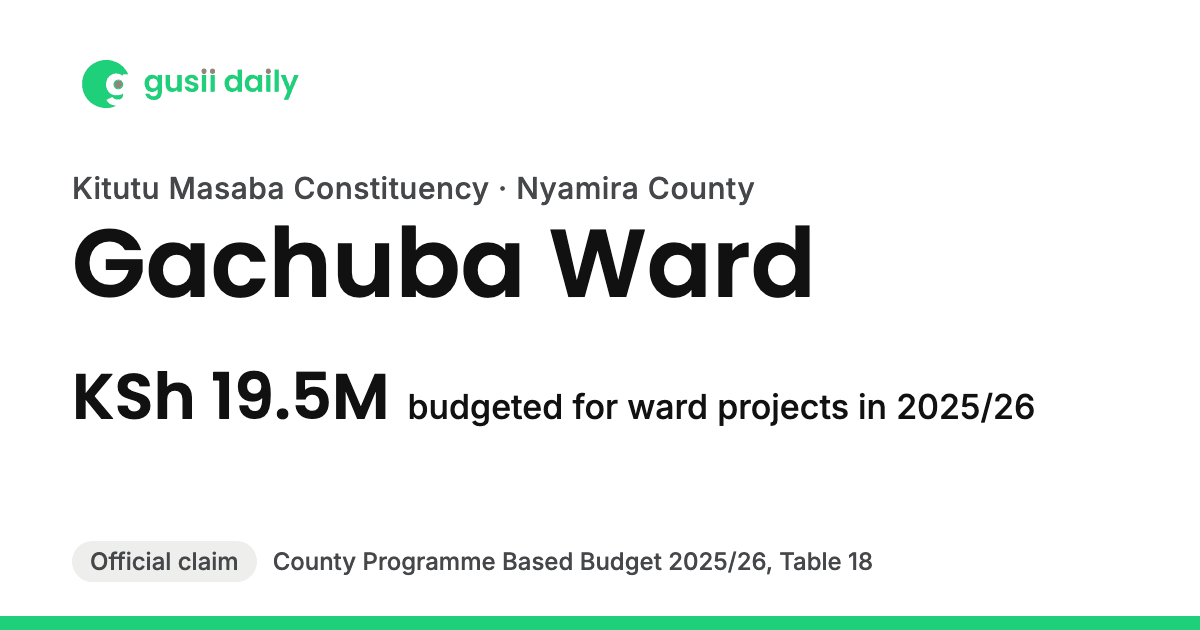 gusii daily
Kitutu Masaba Constituency · Nyamira County
Gachuba Ward
KSh 19.5M budgeted for ward projects in 2025/26
Official claim County Programme Based Budget 2025/26, Table 18